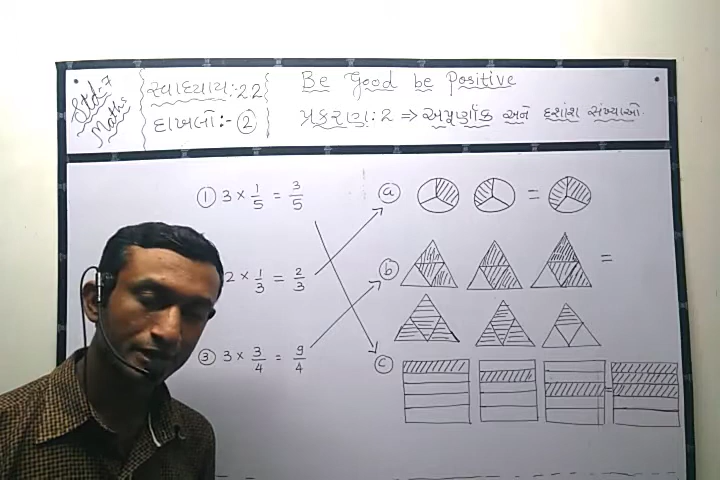 Std-7
Maths
સ્વાધ્યાય:22
દાખલો:- ②
Be Good be Positive
પ્રકરણ:2 ⇒ અપૂર્ણાંક અને દશાંશ સંખ્યાઓ.
① 3 × 1/5 = 3/5
2 × 1/3 = 2/3
③ 3 × 3/4 = 9/4
ⓐ =
ⓑ =
ⓒ =